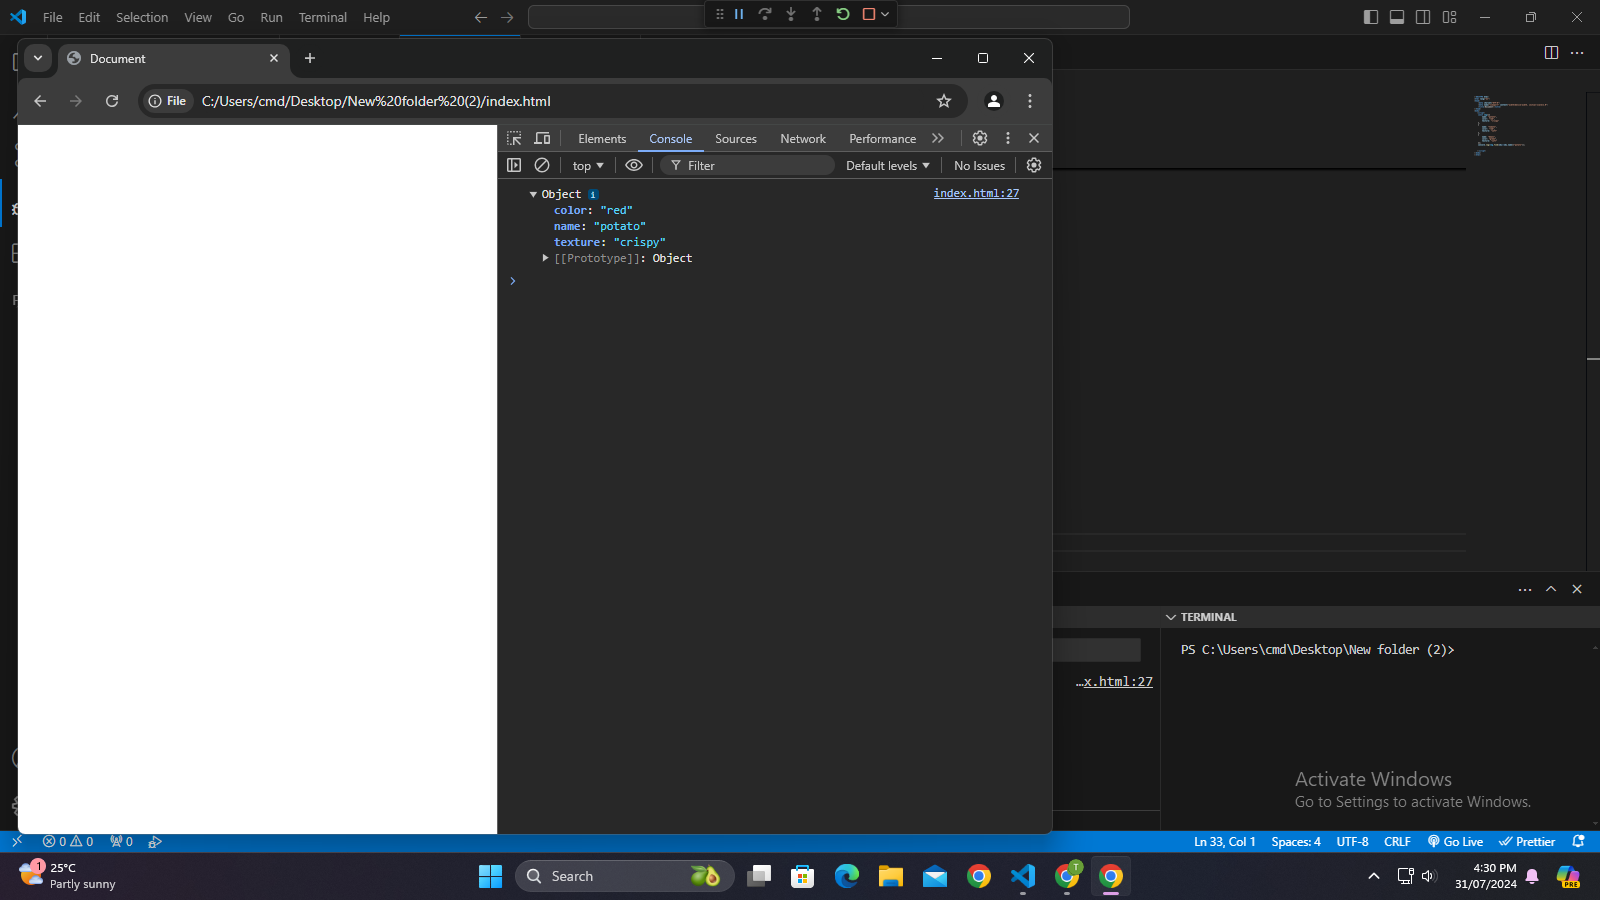 File Edit Selection View Go Run Terminal Help
Document
File C:/Users/cmd/Desktop/New%20folder%20(2)/index.html
Elements Console Sources Network Performance
top Filter Default levels No Issues
Object i index.html:27
color: "red"
name: "potato"
texture: "crispy"
[[Prototype]]: Object
TERMINAL
PS C:\Users\cmd\Desktop\New folder (2)>
…x.html:27
Activate Windows
Go to Settings to activate Windows.
0 0 0 Ln 33, Col 1 Spaces: 4 UTF-8 CRLF Go Live Prettier
1 25°C
Partly sunny
Search
T
PRE
4:30 PM
31/07/2024